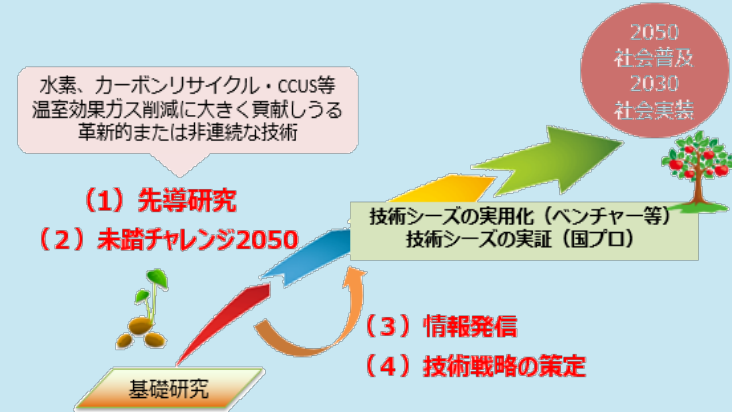 2050
社会普及
2030
社会実装
水素、カーボンリサイクル・CCUS等
温室効果ガス削減に大きく貢献しうる
革新的または非連続な技術
（1）先導研究
（2）未踏チャレンジ2050
技術シーズの実用化（ベンチャー等）
技術シーズの実証（国プロ）
（3）情報発信
（4）技術戦略の策定
基礎研究